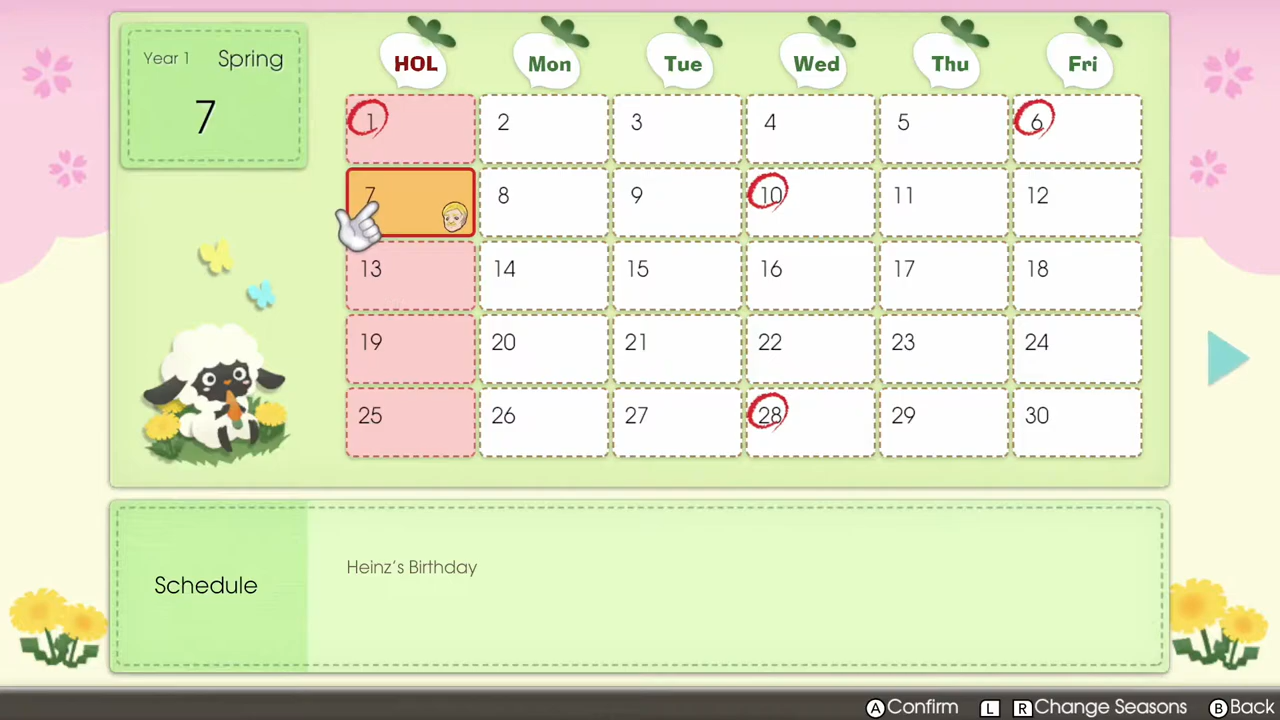 Year 1 Spring
7
HOL Mon Tue Wed Thu Fri
1 2 3 4 5 6
7 8 9 10 11 12
13 14 15 16 17 18
19 20 21 22 23 24
25 26 27 28 29 30
Schedule
Heinz's Birthday
A Confirm L R Change Seasons B Back